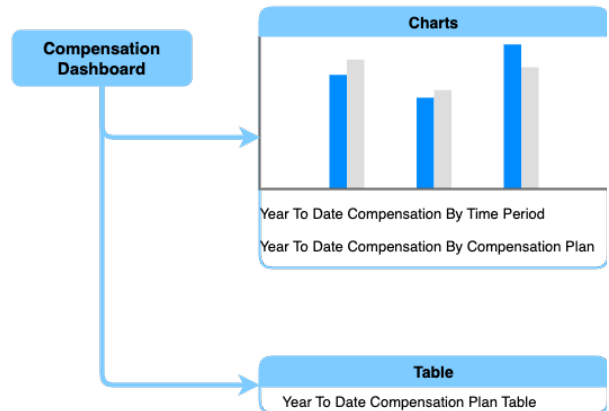 Charts
Compensation
Dashboard
Year To Date Compensation By Time Period
Year To Date Compensation By Compensation Plan
Table
Year To Date Compensation Plan Table